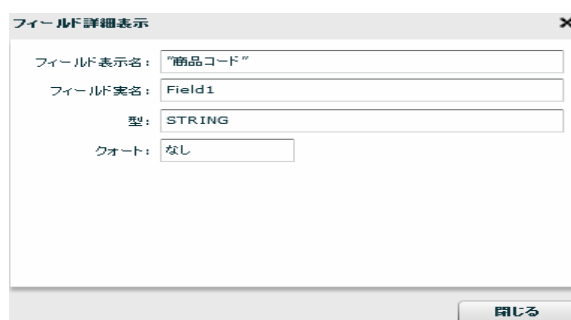 フィールド詳細表示 ×
フィールド表示名： "商品コード"
フィールド実名： Field1
型： STRING
クォート： なし
閉じる